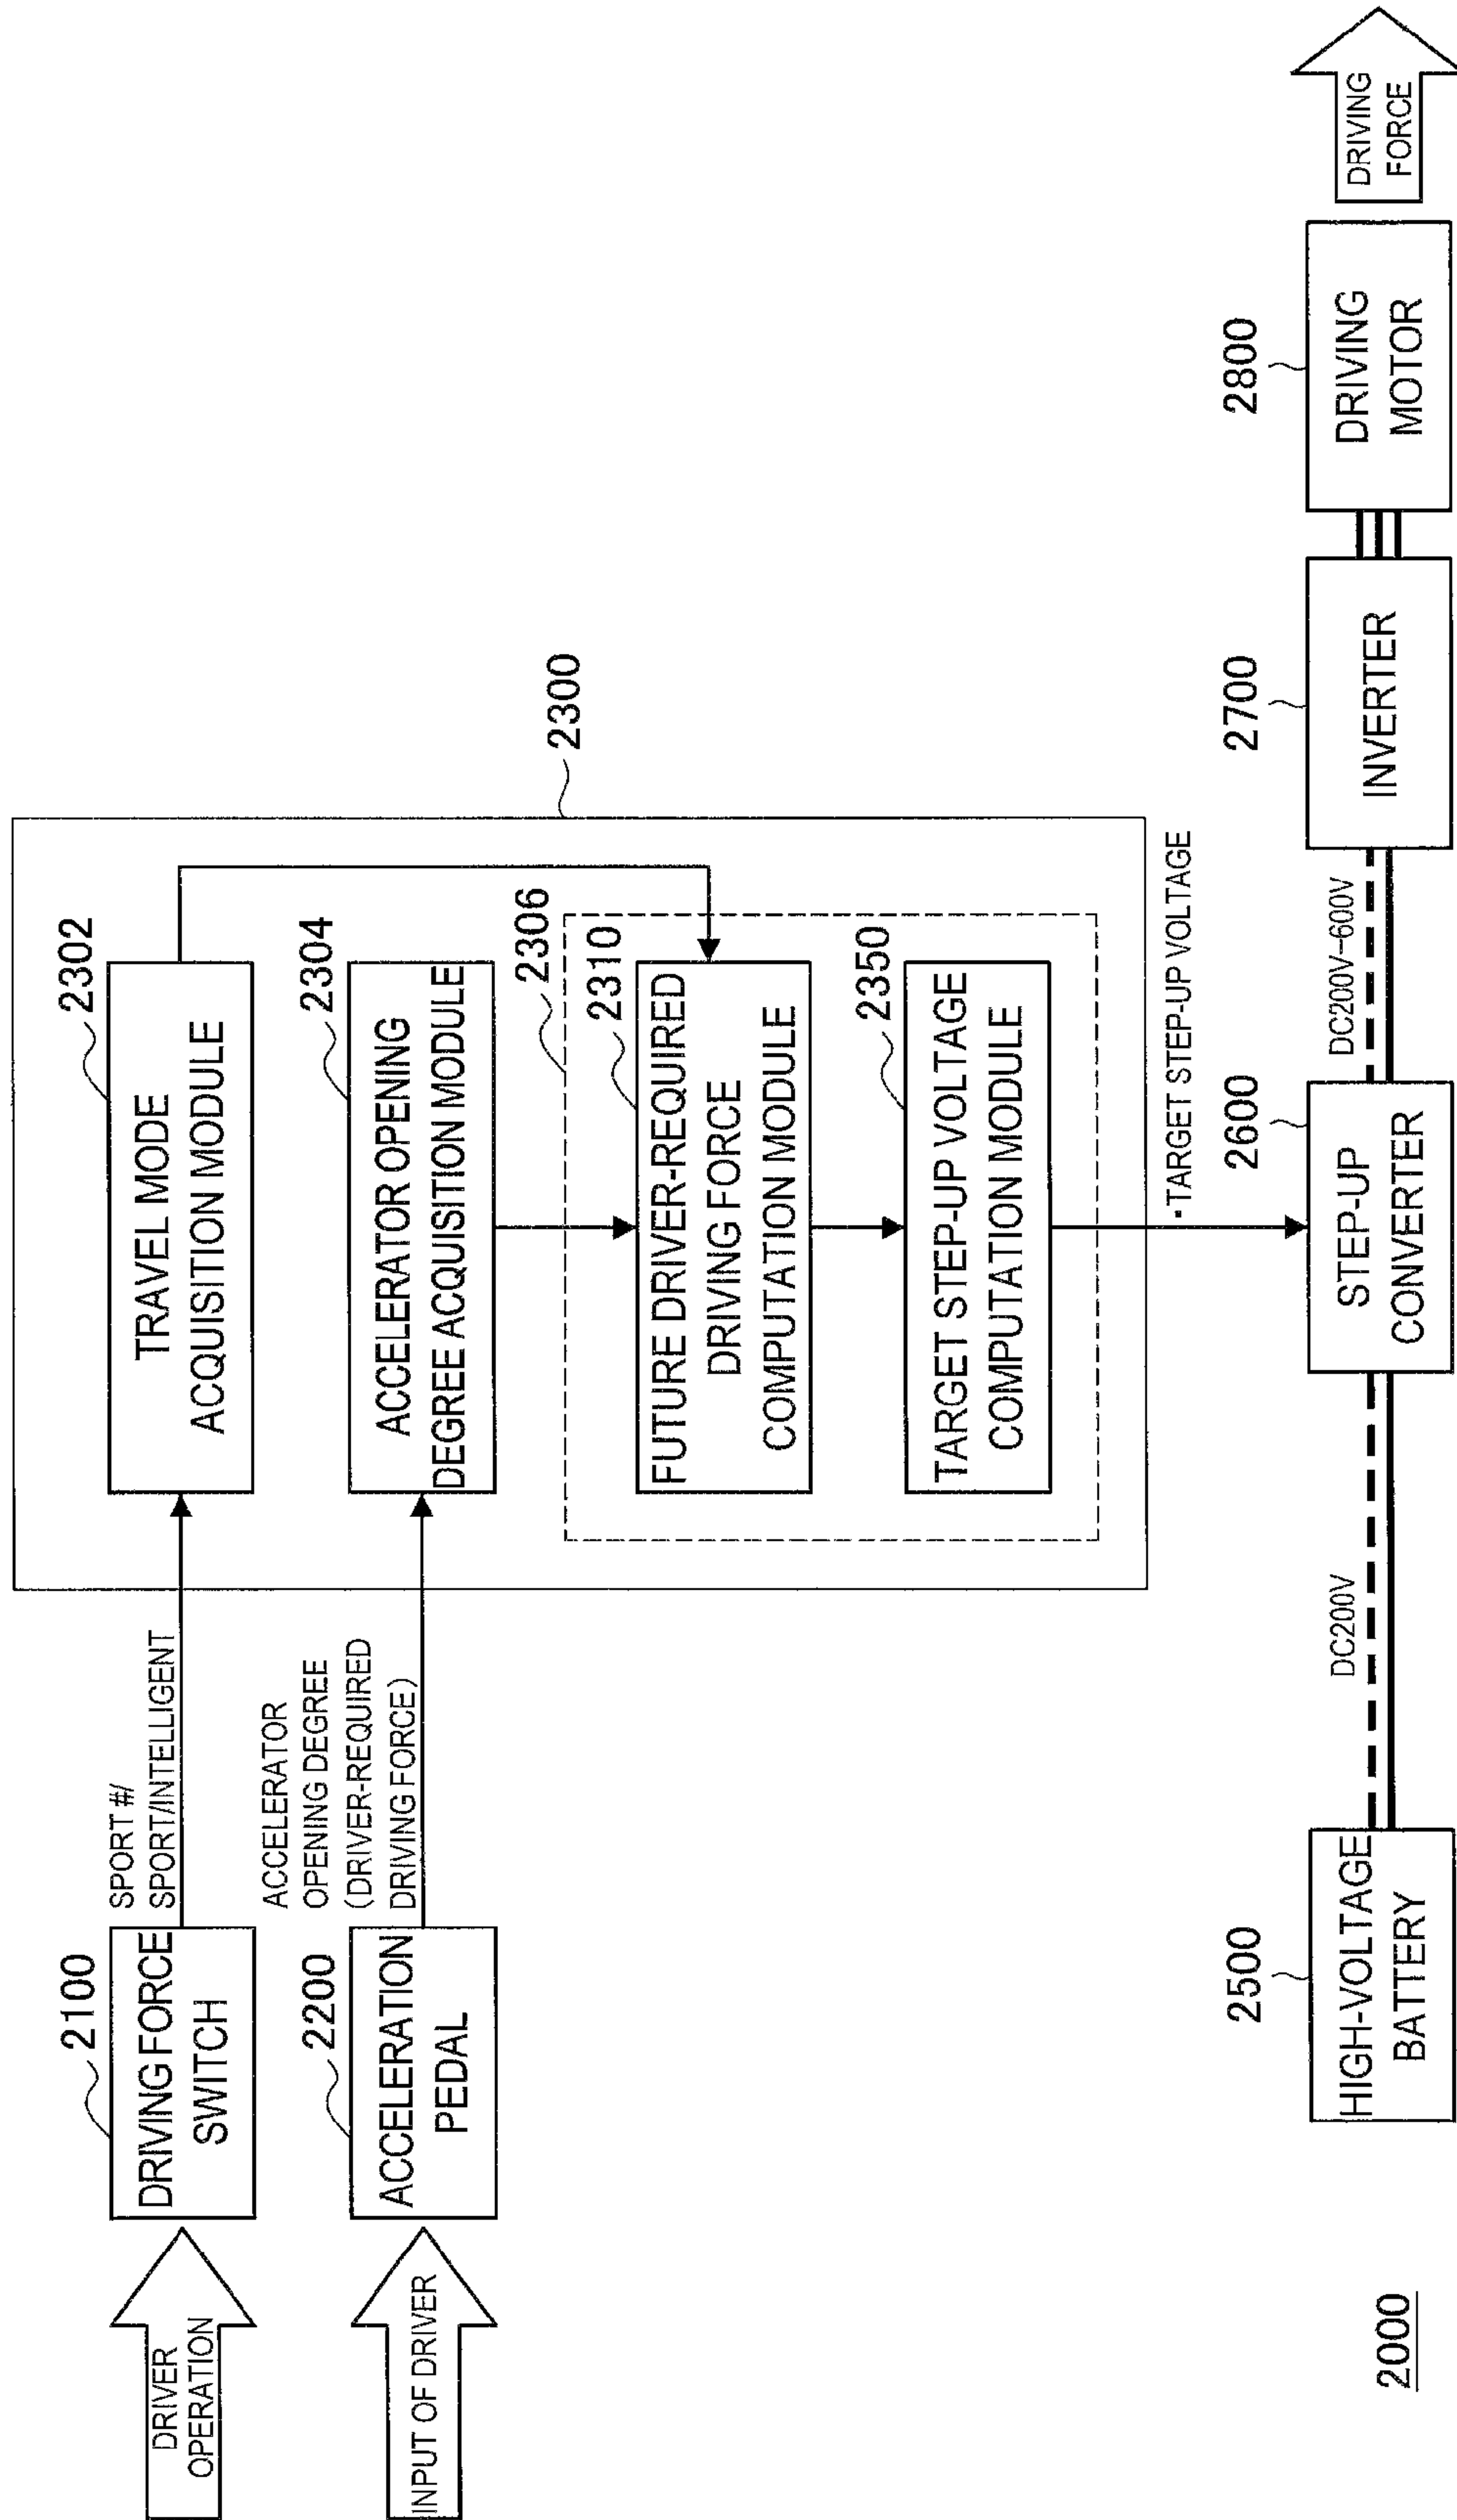 DRIVER
OPERATION
2100
DRIVING FORCE
SWITCH
SPORT #/
SPORT/INTELLIGENT
2302
TRAVEL MODE
ACQUISITION MODULE
INPUT OF DRIVER
2200
ACCELERATION
PEDAL
ACCELERATOR
OPENING DEGREE
(DRIVER-REQUIRED
DRIVING FORCE)
2304
ACCELERATOR OPENING
DEGREE ACQUISITION MODULE
2300
2306
2310
FUTURE DRIVER-REQUIRED
DRIVING FORCE
COMPUTATION MODULE
2350
TARGET STEP-UP VOLTAGE
COMPUTATION MODULE
・TARGET STEP-UP VOLTAGE
2500
HIGH-VOLTAGE
BATTERY
DC200V
2600
STEP-UP
CONVERTER
DC200V-600V
2700
INVERTER
2800
DRIVING
MOTOR
DRIVING
FORCE
2000